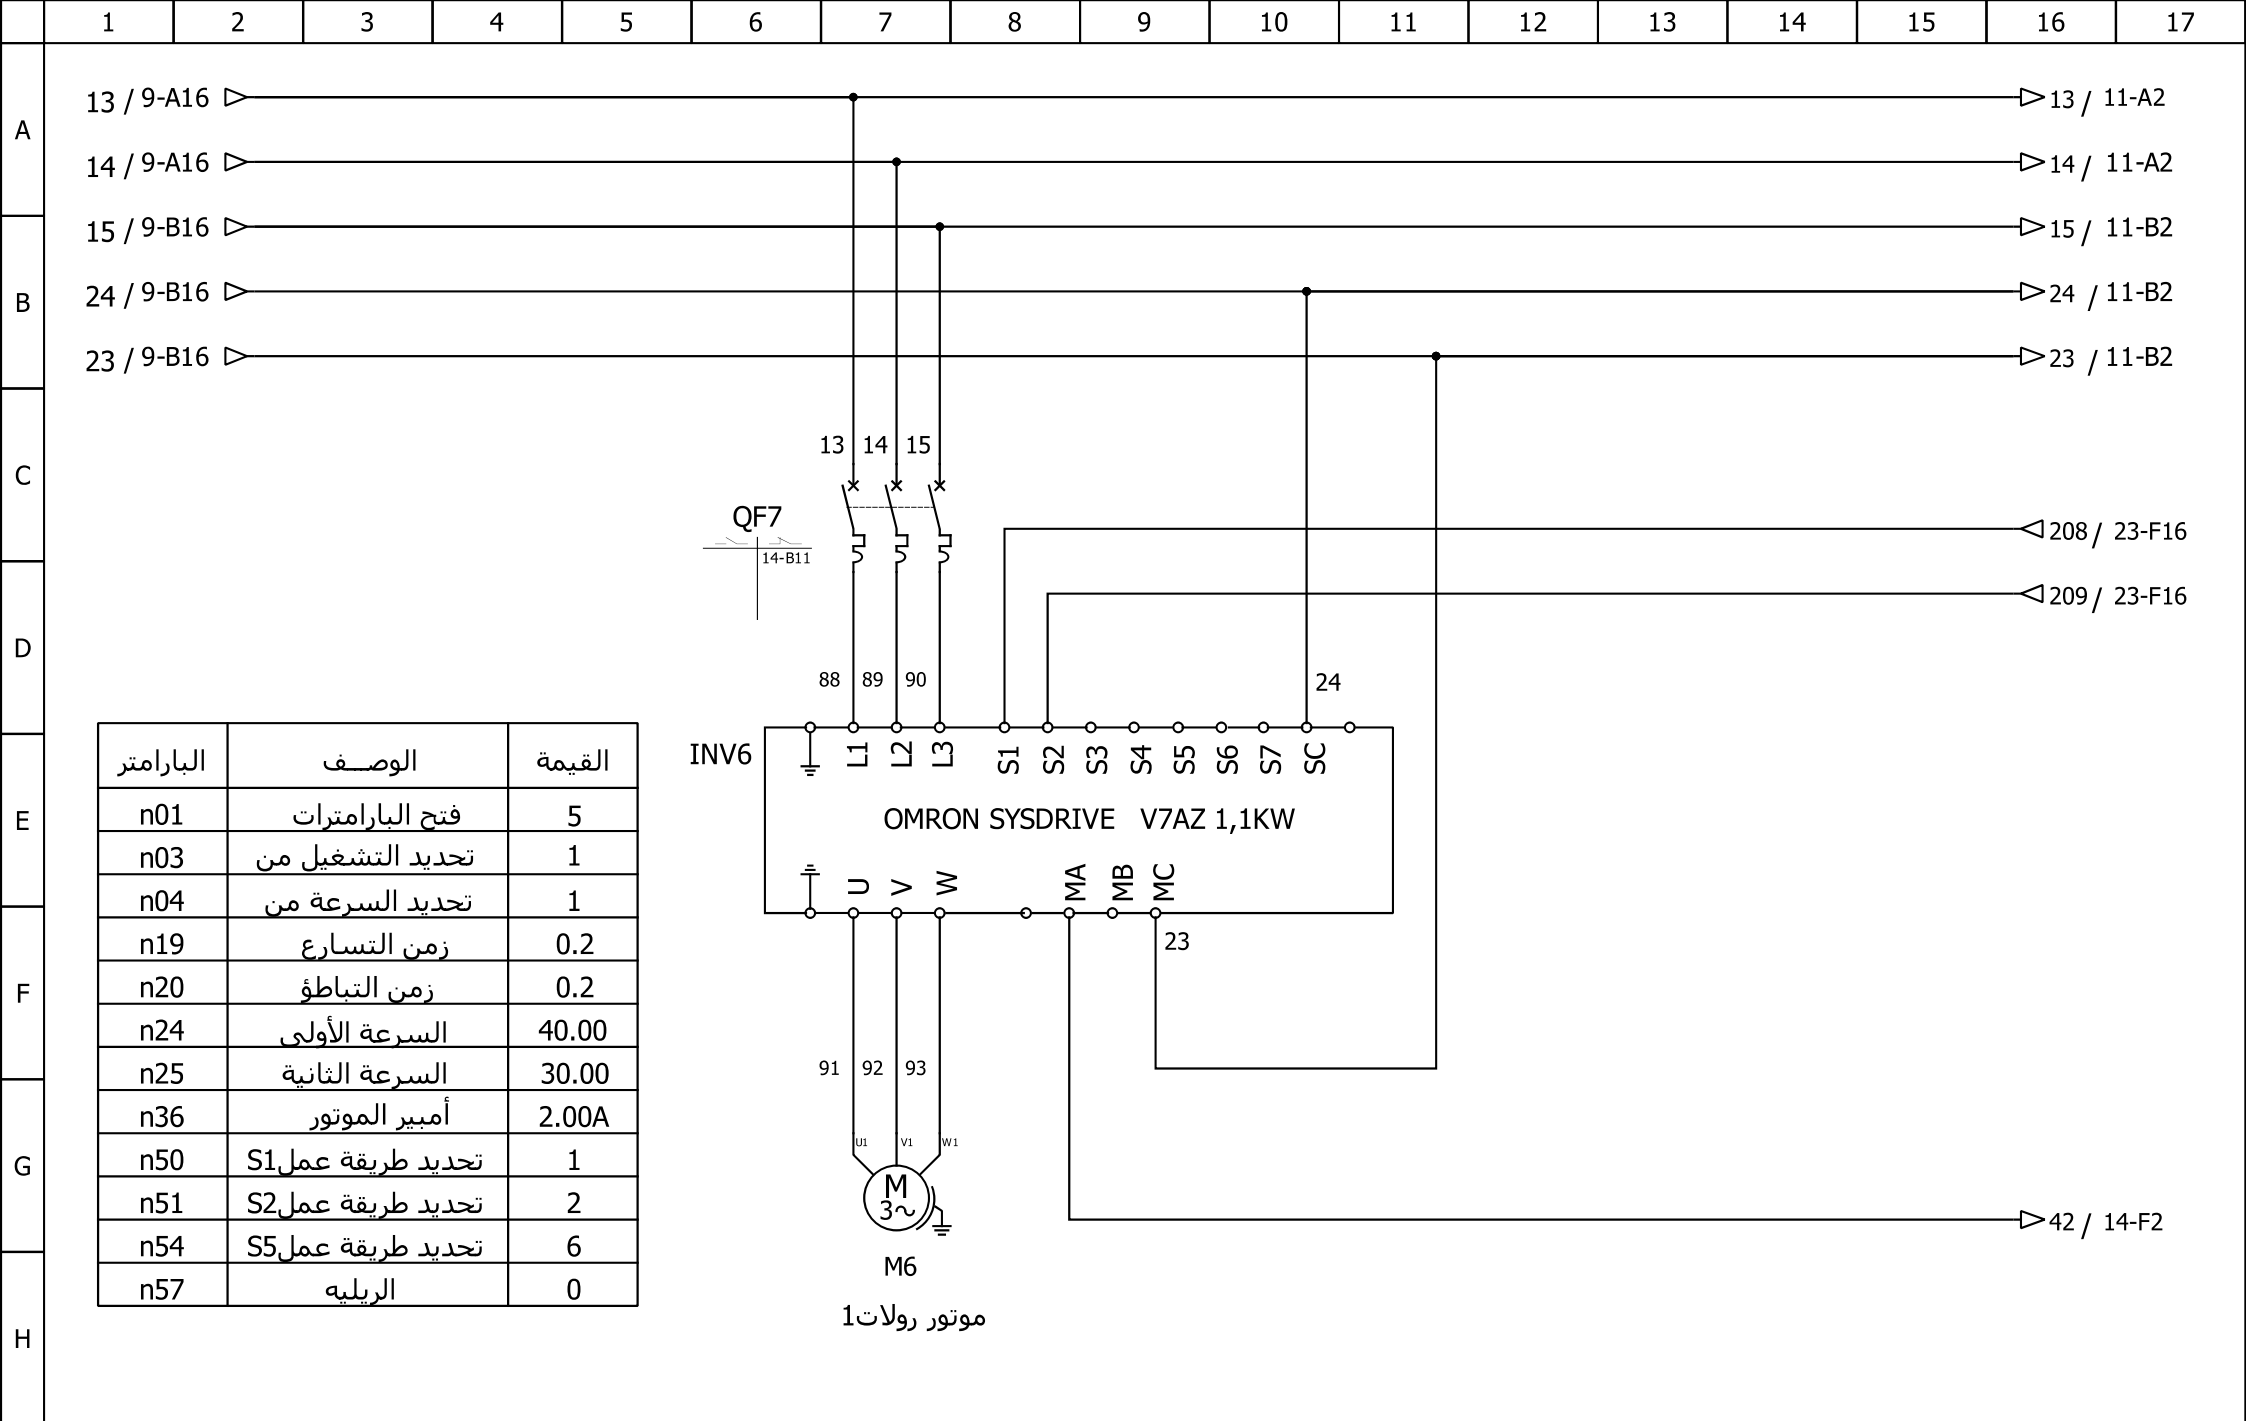 1 2 3 4 5 6 7 8 9 10 11 12 13 14 15 16 17
A
B
C
D
E
F
G
H
13 / 9-A16
13 / 11-A2
14 / 9-A16
14 / 11-A2
15 / 9-B16
15 / 11-B2
24 / 9-B16
24 / 11-B2
23 / 9-B16
23 / 11-B2
13 14 15
QF7
14-B11
208 / 23-F16
209 / 23-F16
88 89 90
24
INV6
L1 L2 L3 S1 S2 S3 S4 S5 S6 S7 SC
OMRON SYSDRIVE V7AZ 1,1KW
U V W MA MB MC
23
91 92 93
U1 V1 W1
M
3~
M6
موتور رولات1
42 / 14-F2
البارامتر الوصــف القيمة
n01 فتح البارامترات 5
n03 تحديد التشغيل من 1
n04 تحديد السرعة من 1
n19 زمن التسارع 0.2
n20 زمن التباطؤ 0.2
n24 السرعة الأولى 40.00
n25 السرعة الثانية 30.00
n36 أمبير الموتور 2.00A
n50 تحديد طريقة عملS1 1
n51 تحديد طريقة عملS2 2
n54 تحديد طريقة عملS5 6
n57 الريليه 0